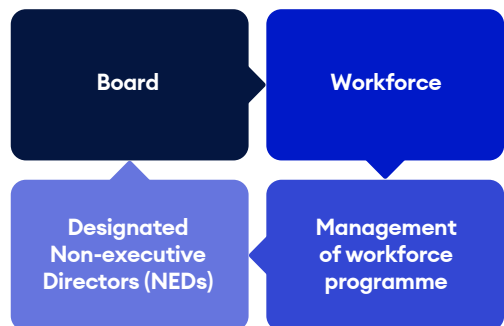 Board
Workforce
Designated
Non-executive
Directors (NEDs)
Management
of workforce
programme